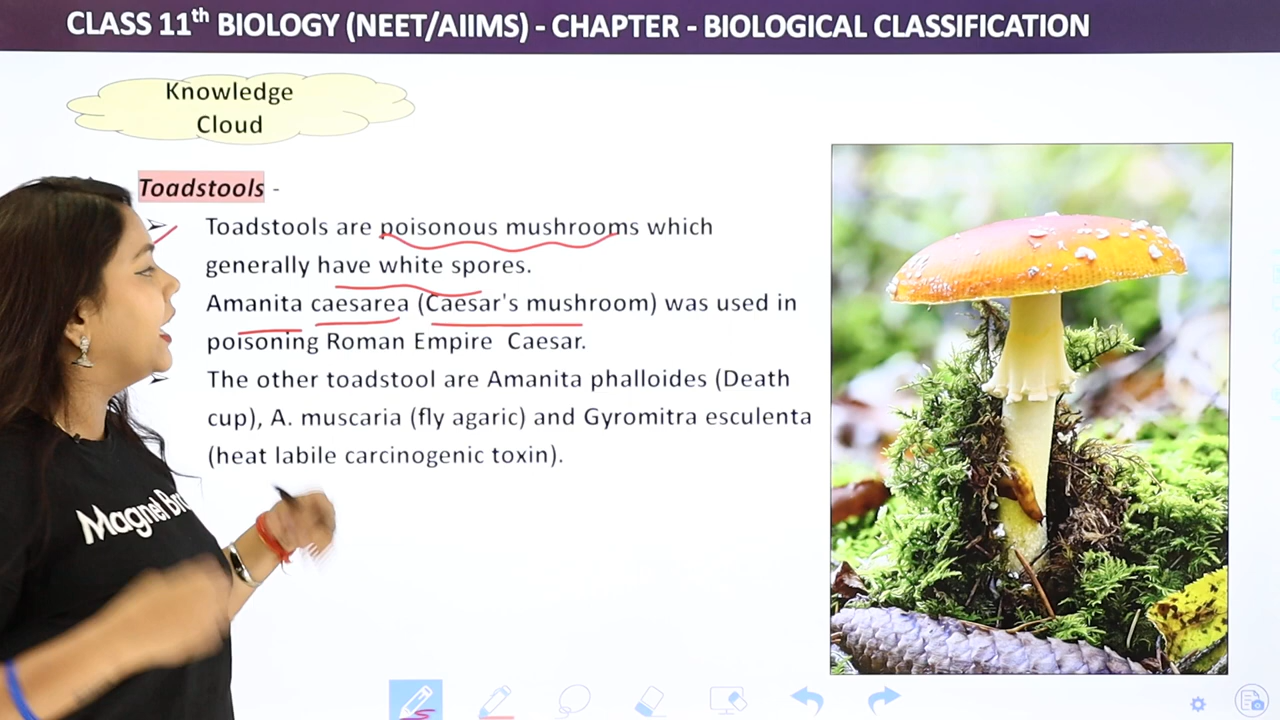 CLASS 11th BIOLOGY (NEET/AIIMS) - CHAPTER - BIOLOGICAL CLASSIFICATION
Knowledge
Cloud
Toadstools -
Toadstools are poisonous mushrooms which
generally have white spores.
Amanita caesarea (Caesar's mushroom) was used in
poisoning Roman Empire Caesar.
The other toadstool are Amanita phalloides (Death
cup), A. muscaria (fly agaric) and Gyromitra esculenta
(heat labile carcinogenic toxin).
Magnet Br